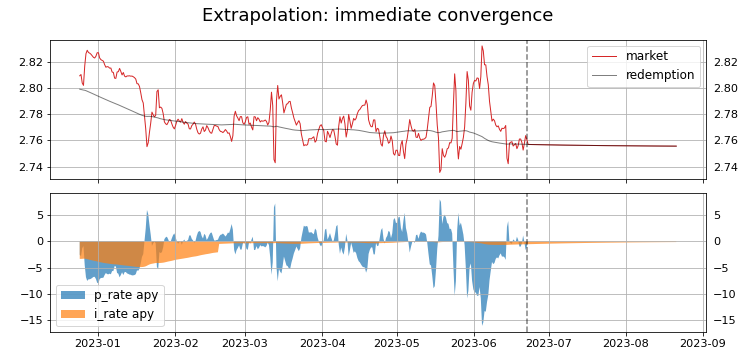 Extrapolation: immediate convergence
2.82 2.82
2.80 2.80
2.78 2.78
2.76 2.76
2.74 2.74
market
redemption
5 5
0 0
−5 −5
−10 −10
−15 −15
p_rate apy
i_rate apy
2023-01 2023-02 2023-03 2023-04 2023-05 2023-06 2023-07 2023-08 2023-09